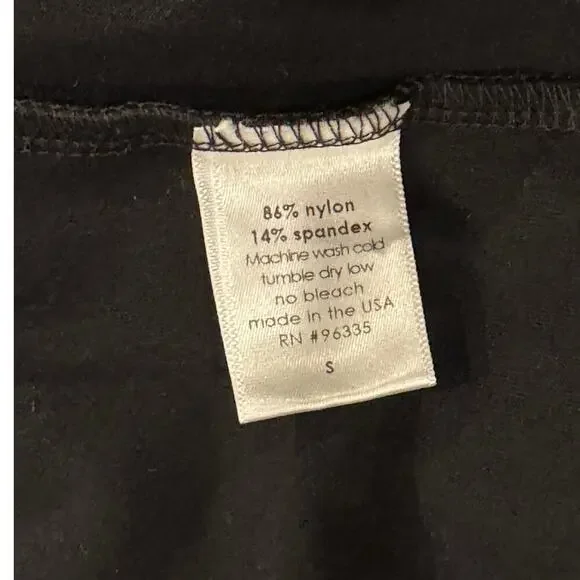 86% nylon
14% spandex
Machine wash cold
tumble dry low
no bleach
made in the USA
RN #96335
S